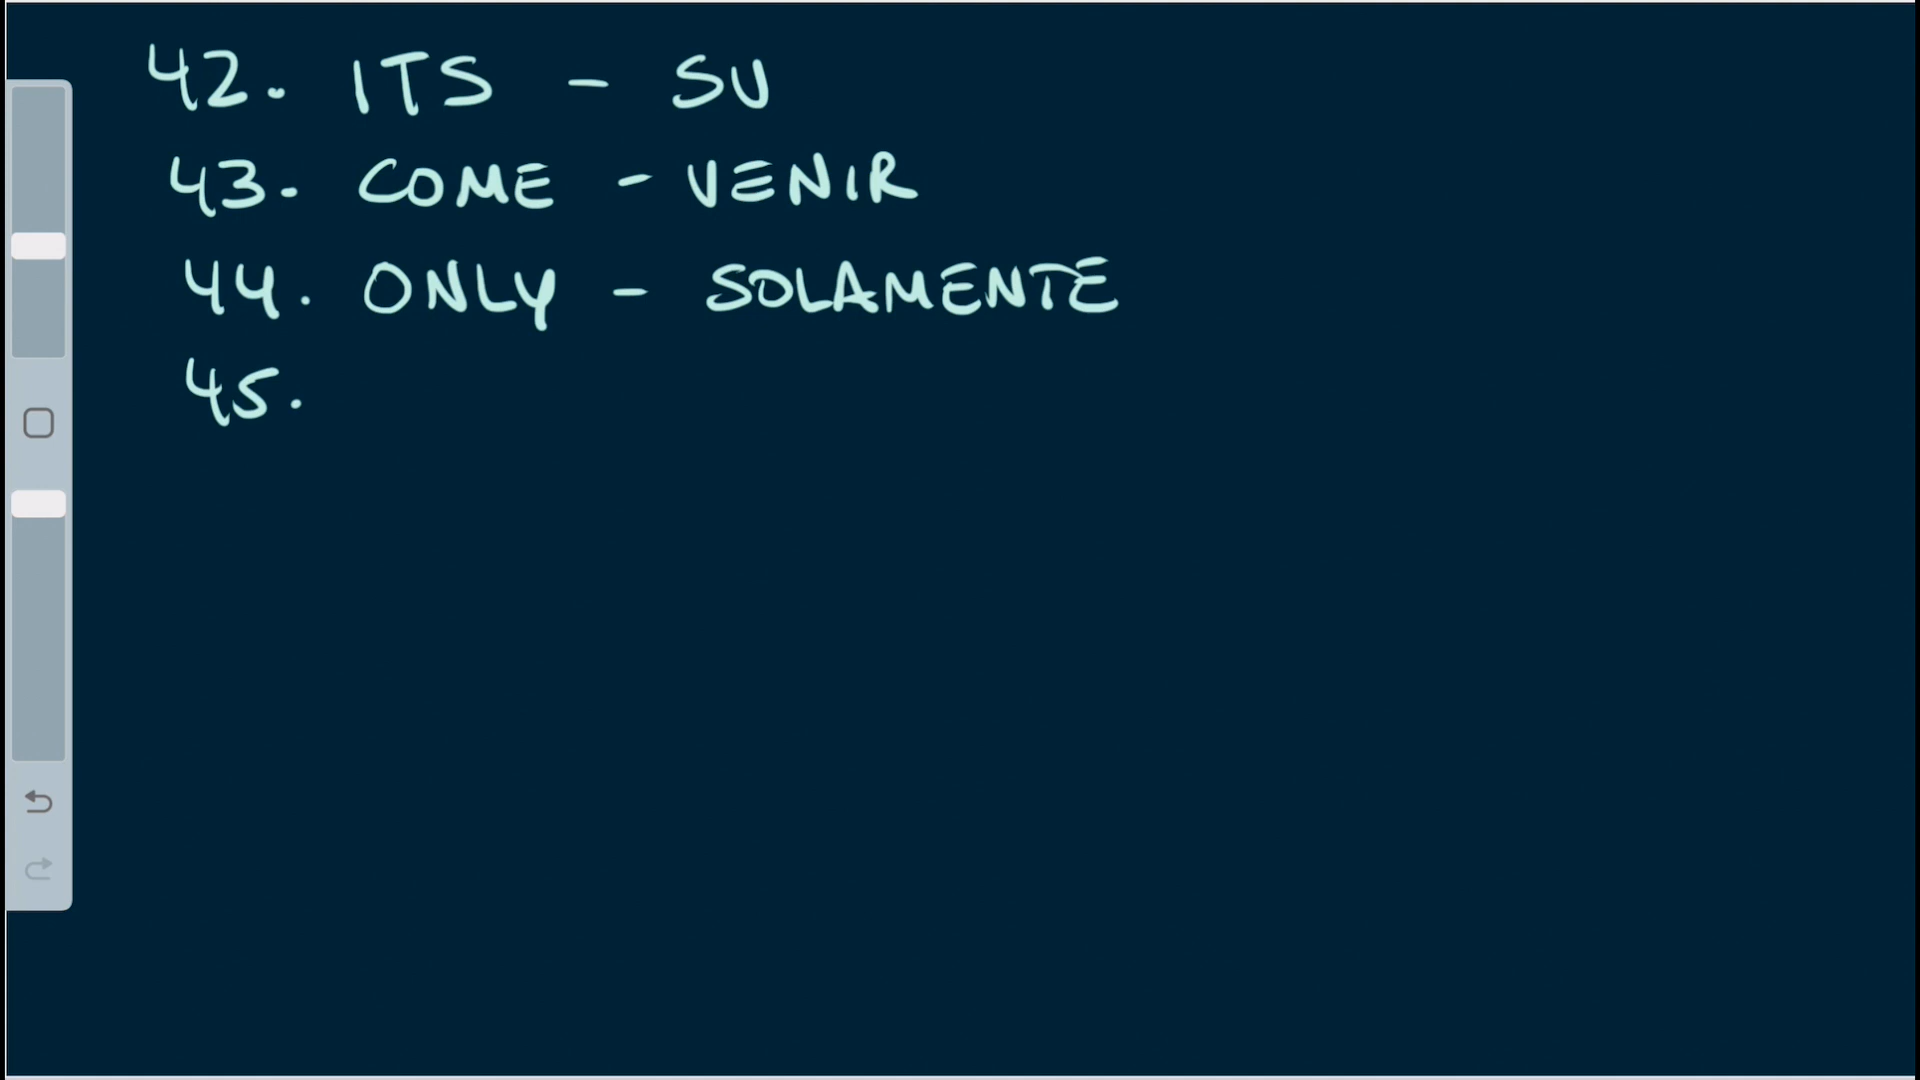 42. ITS - SU
43. COME - VENIR
44. ONLY - SOLAMENTE
45.